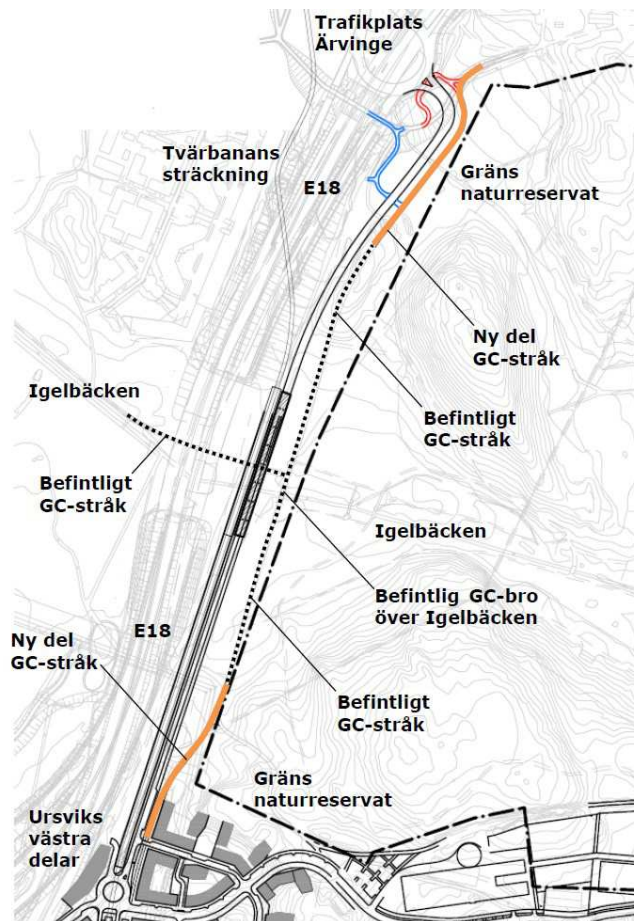 Trafikplats
Ärvinge
Tvärbanans
sträckning
E18
Gräns
naturreservat
Ny del
GC-stråk
Igelbäcken
Befintligt
GC-stråk
Befintligt
GC-stråk
Igelbäcken
Befintlig GC-bro
över Igelbäcken
E18
Ny del
GC-stråk
Befintligt
GC-stråk
Gräns
naturreservat
Ursviks
västra
delar